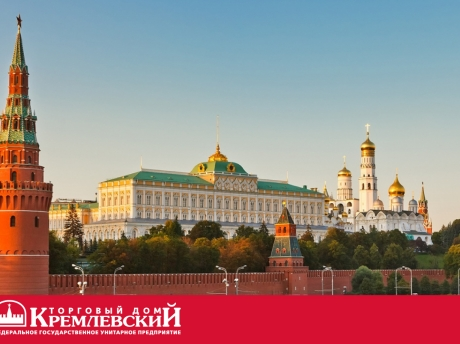 ТОРГОВЫЙ ДОМ
КРЕМЛЕВСКИЙ
ФЕДЕРАЛЬНОЕ ГОСУДАРСТВЕННОЕ УНИТАРНОЕ ПРЕДПРИЯТИЕ